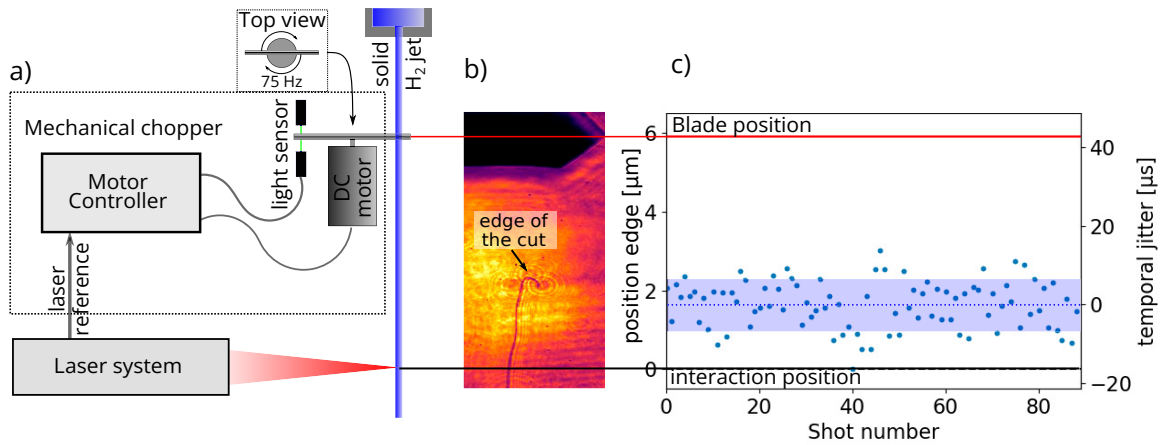 a)
Top view
75 Hz
solid
H₂ jet
Mechanical chopper
light sensor
Motor
Controller
DC
motor
laser
reference
Laser system
b)
edge of
the cut
c)
Blade position
interaction position
position edge [µm]
6
4
2
0
temporal jitter [µs]
40
20
0
−20
0
20
40
60
80
Shot number